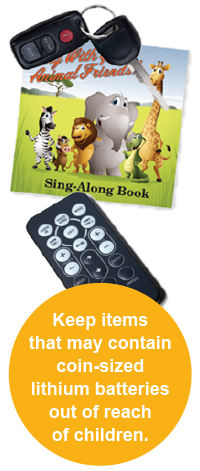 Animal Friends
Sing-Along Book
Keep items
that may contain
coin-sized
lithium batteries
out of reach
of children.